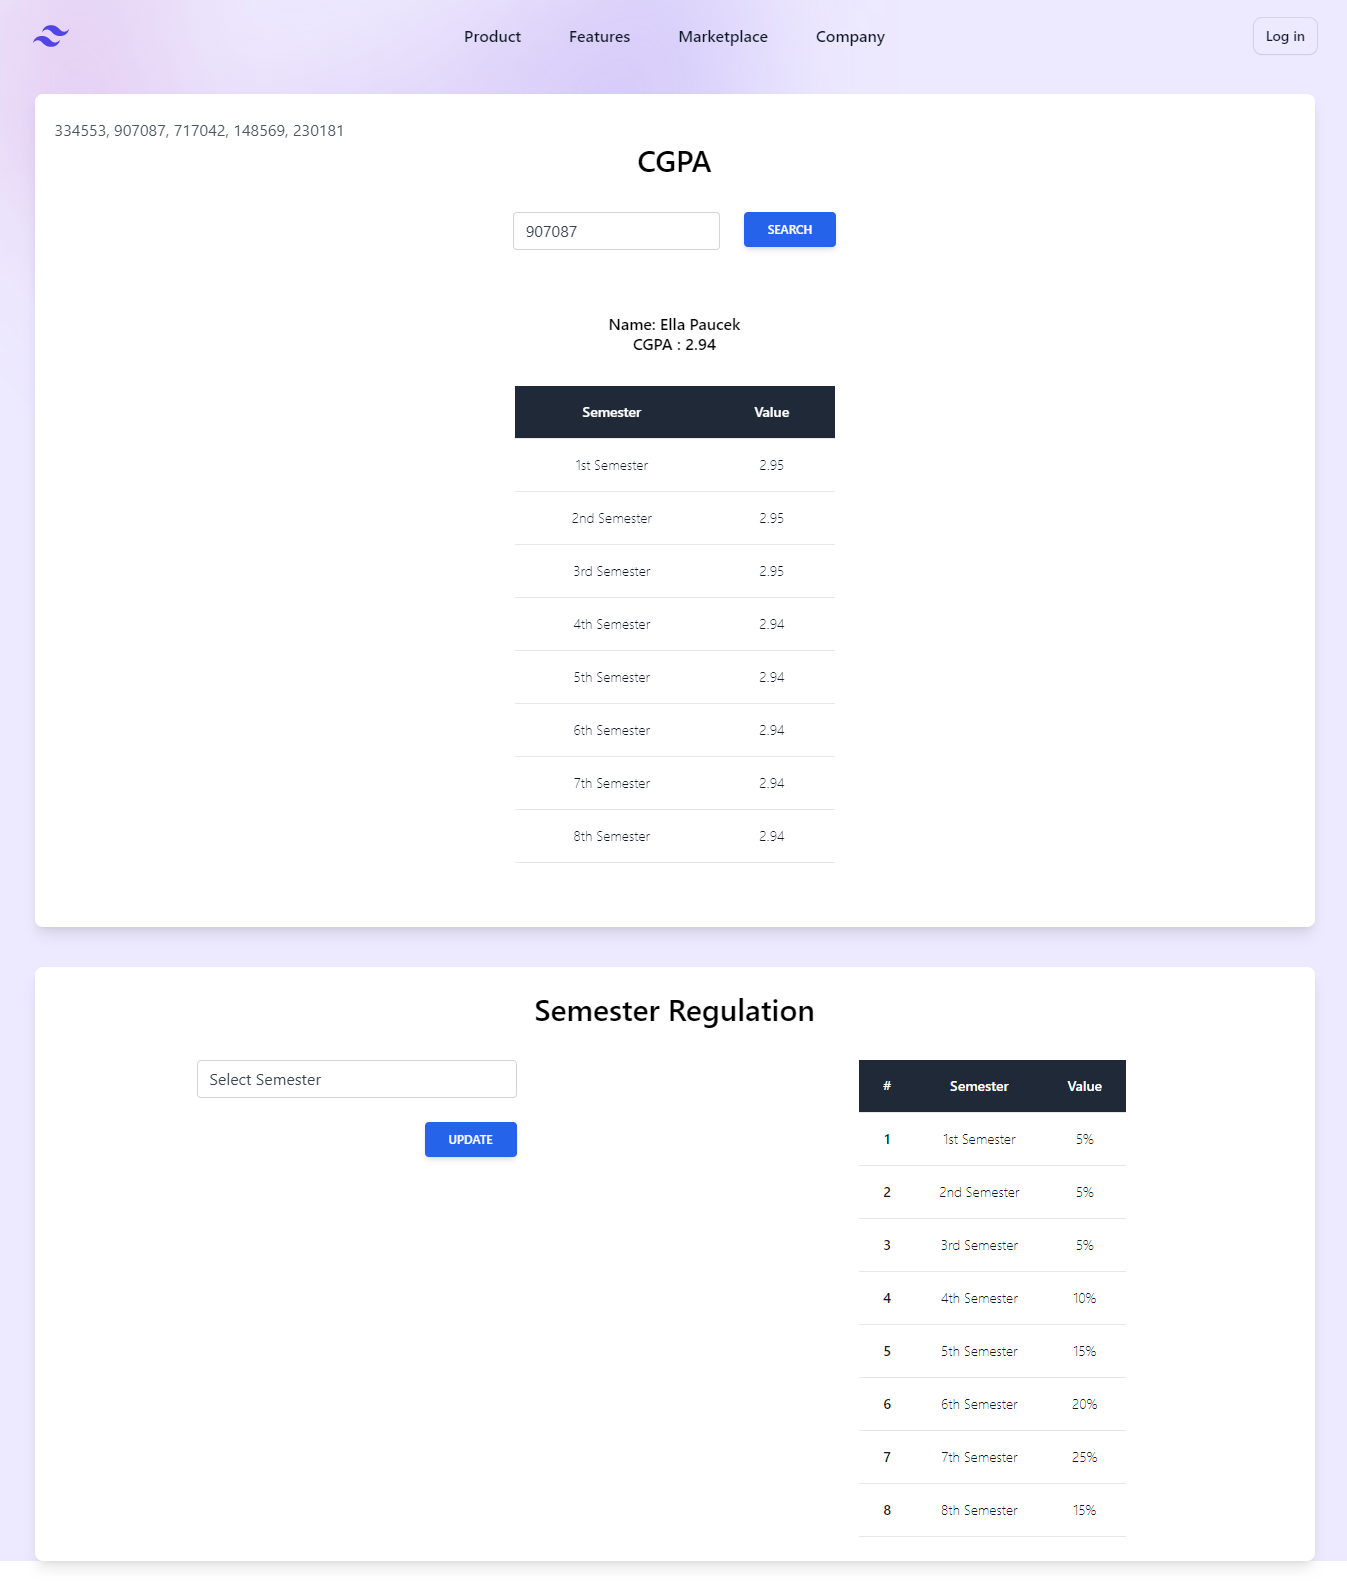 Product Features Marketplace Company Log in
334553, 907087, 717042, 148569, 230181
CGPA
907087 SEARCH
Name: Ella Paucek
CGPA : 2.94
Semester Value
1st Semester 2.95
2nd Semester 2.95
3rd Semester 2.95
4th Semester 2.94
5th Semester 2.94
6th Semester 2.94
7th Semester 2.94
8th Semester 2.94
Semester Regulation
Select Semester
UPDATE
# Semester Value
1 1st Semester 5%
2 2nd Semester 5%
3 3rd Semester 5%
4 4th Semester 10%
5 5th Semester 15%
6 6th Semester 20%
7 7th Semester 25%
8 8th Semester 15%